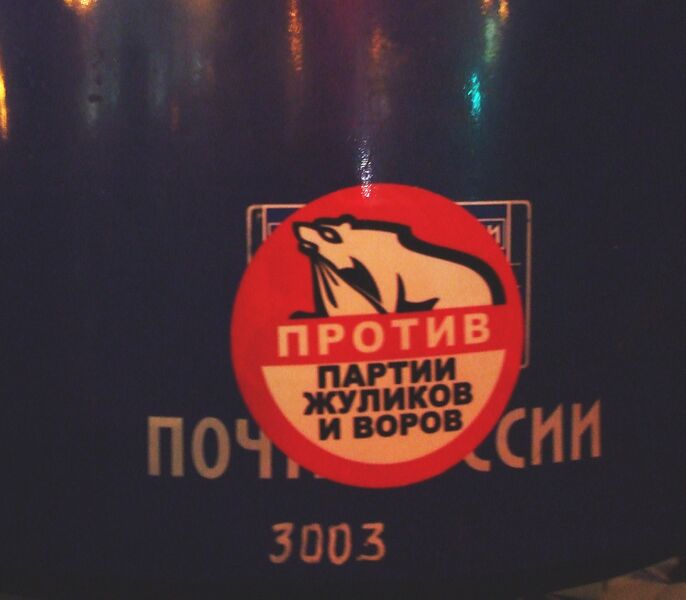 ПРОТИВ
ПАРТИИ
ЖУЛИКОВ
И ВОРОВ
ПОЧ ССИИ
3003